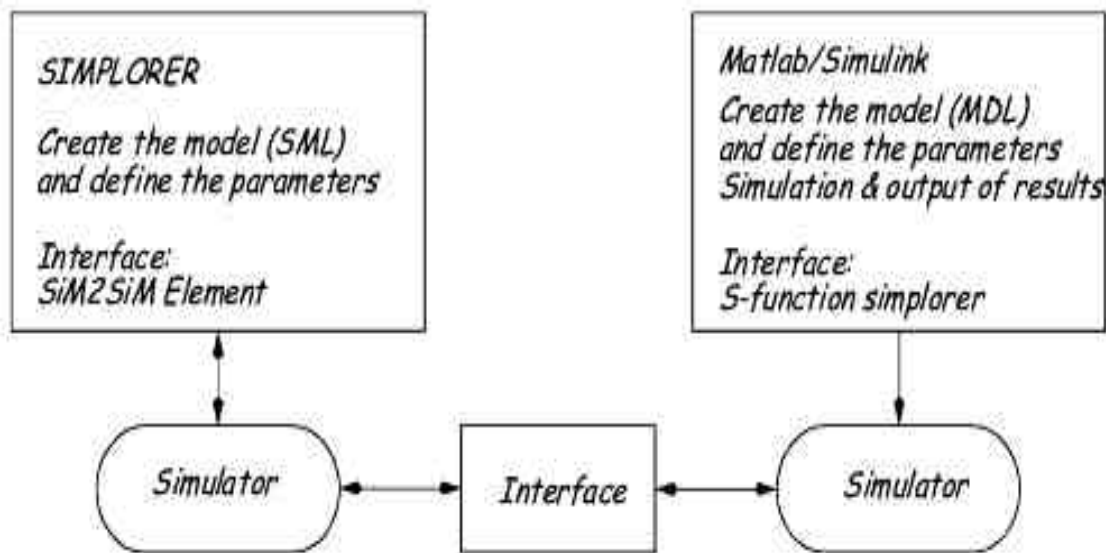 SIMPLORER
Create the model (SML)
and define the parameters
Interface:
SiM2SiM Element
Matlab/Simulink
Create the model (MDL)
and define the parameters
Simulation & output of results
Interface:
S-function simplorer
Simulator
Interface
Simulator